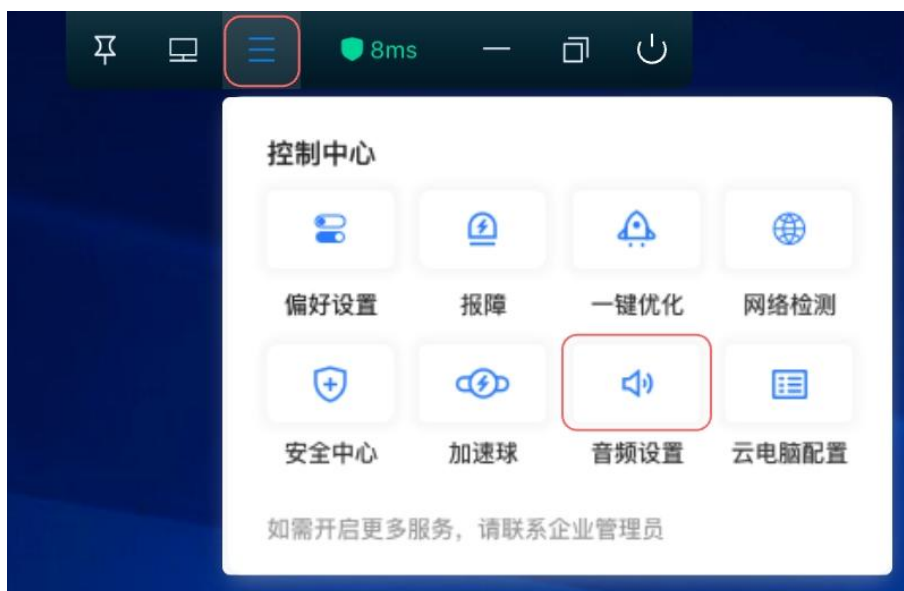 8ms
控制中心
偏好设置 报障 一键优化 网络检测
安全中心 加速球 音频设置 云电脑配置
如需开启更多服务，请联系企业管理员